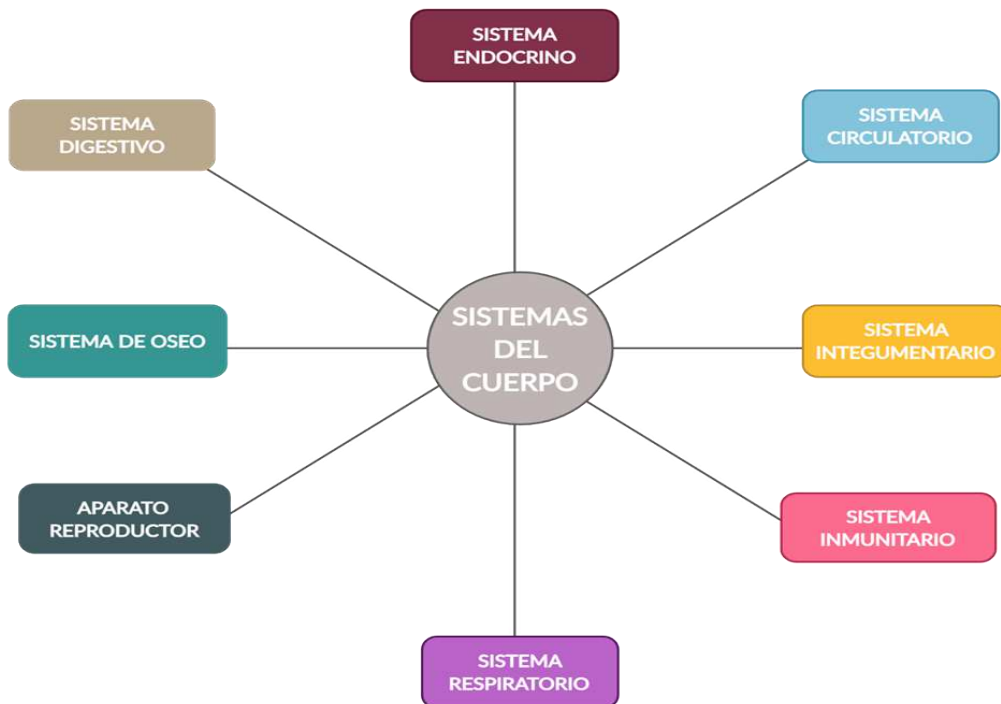 SISTEMA
ENDOCRINO
SISTEMA
DIGESTIVO
SISTEMA
CIRCULATORIO
SISTEMA DE OSEO
SISTEMAS
DEL
CUERPO
SISTEMA
INTEGUMENTARIO
APARATO
REPRODUCTOR
SISTEMA
INMUNITARIO
SISTEMA
RESPIRATORIO